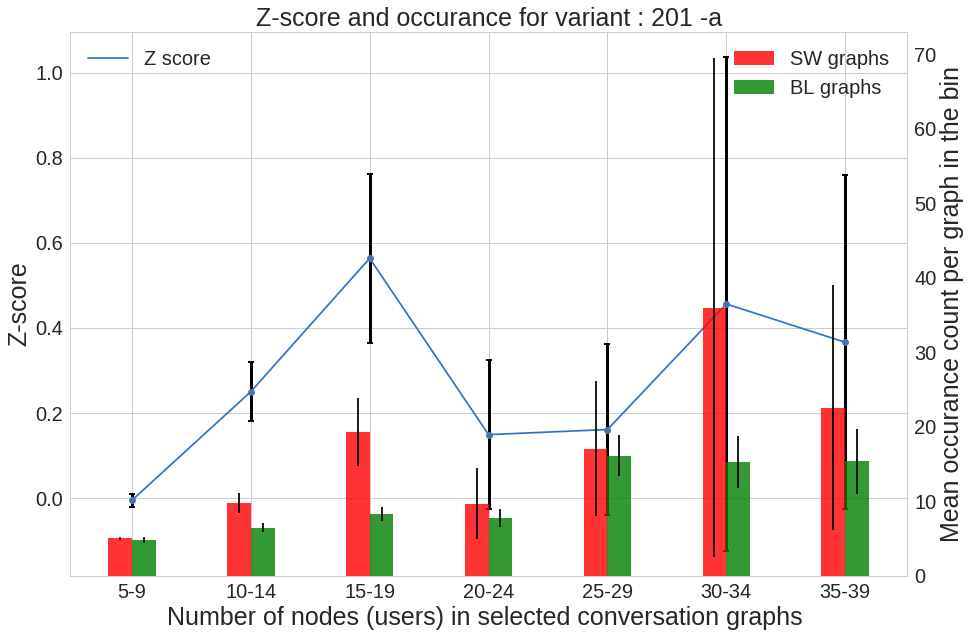 Z-score and occurance for variant : 201 -a
Z score
SW graphs
BL graphs
1.0
0.8
0.6
0.4
0.2
0.0
Z-score
70
60
50
40
30
20
10
0
Mean occurance count per graph in the bin
5-9 10-14 15-19 20-24 25-29 30-34 35-39
Number of nodes (users) in selected conversation graphs